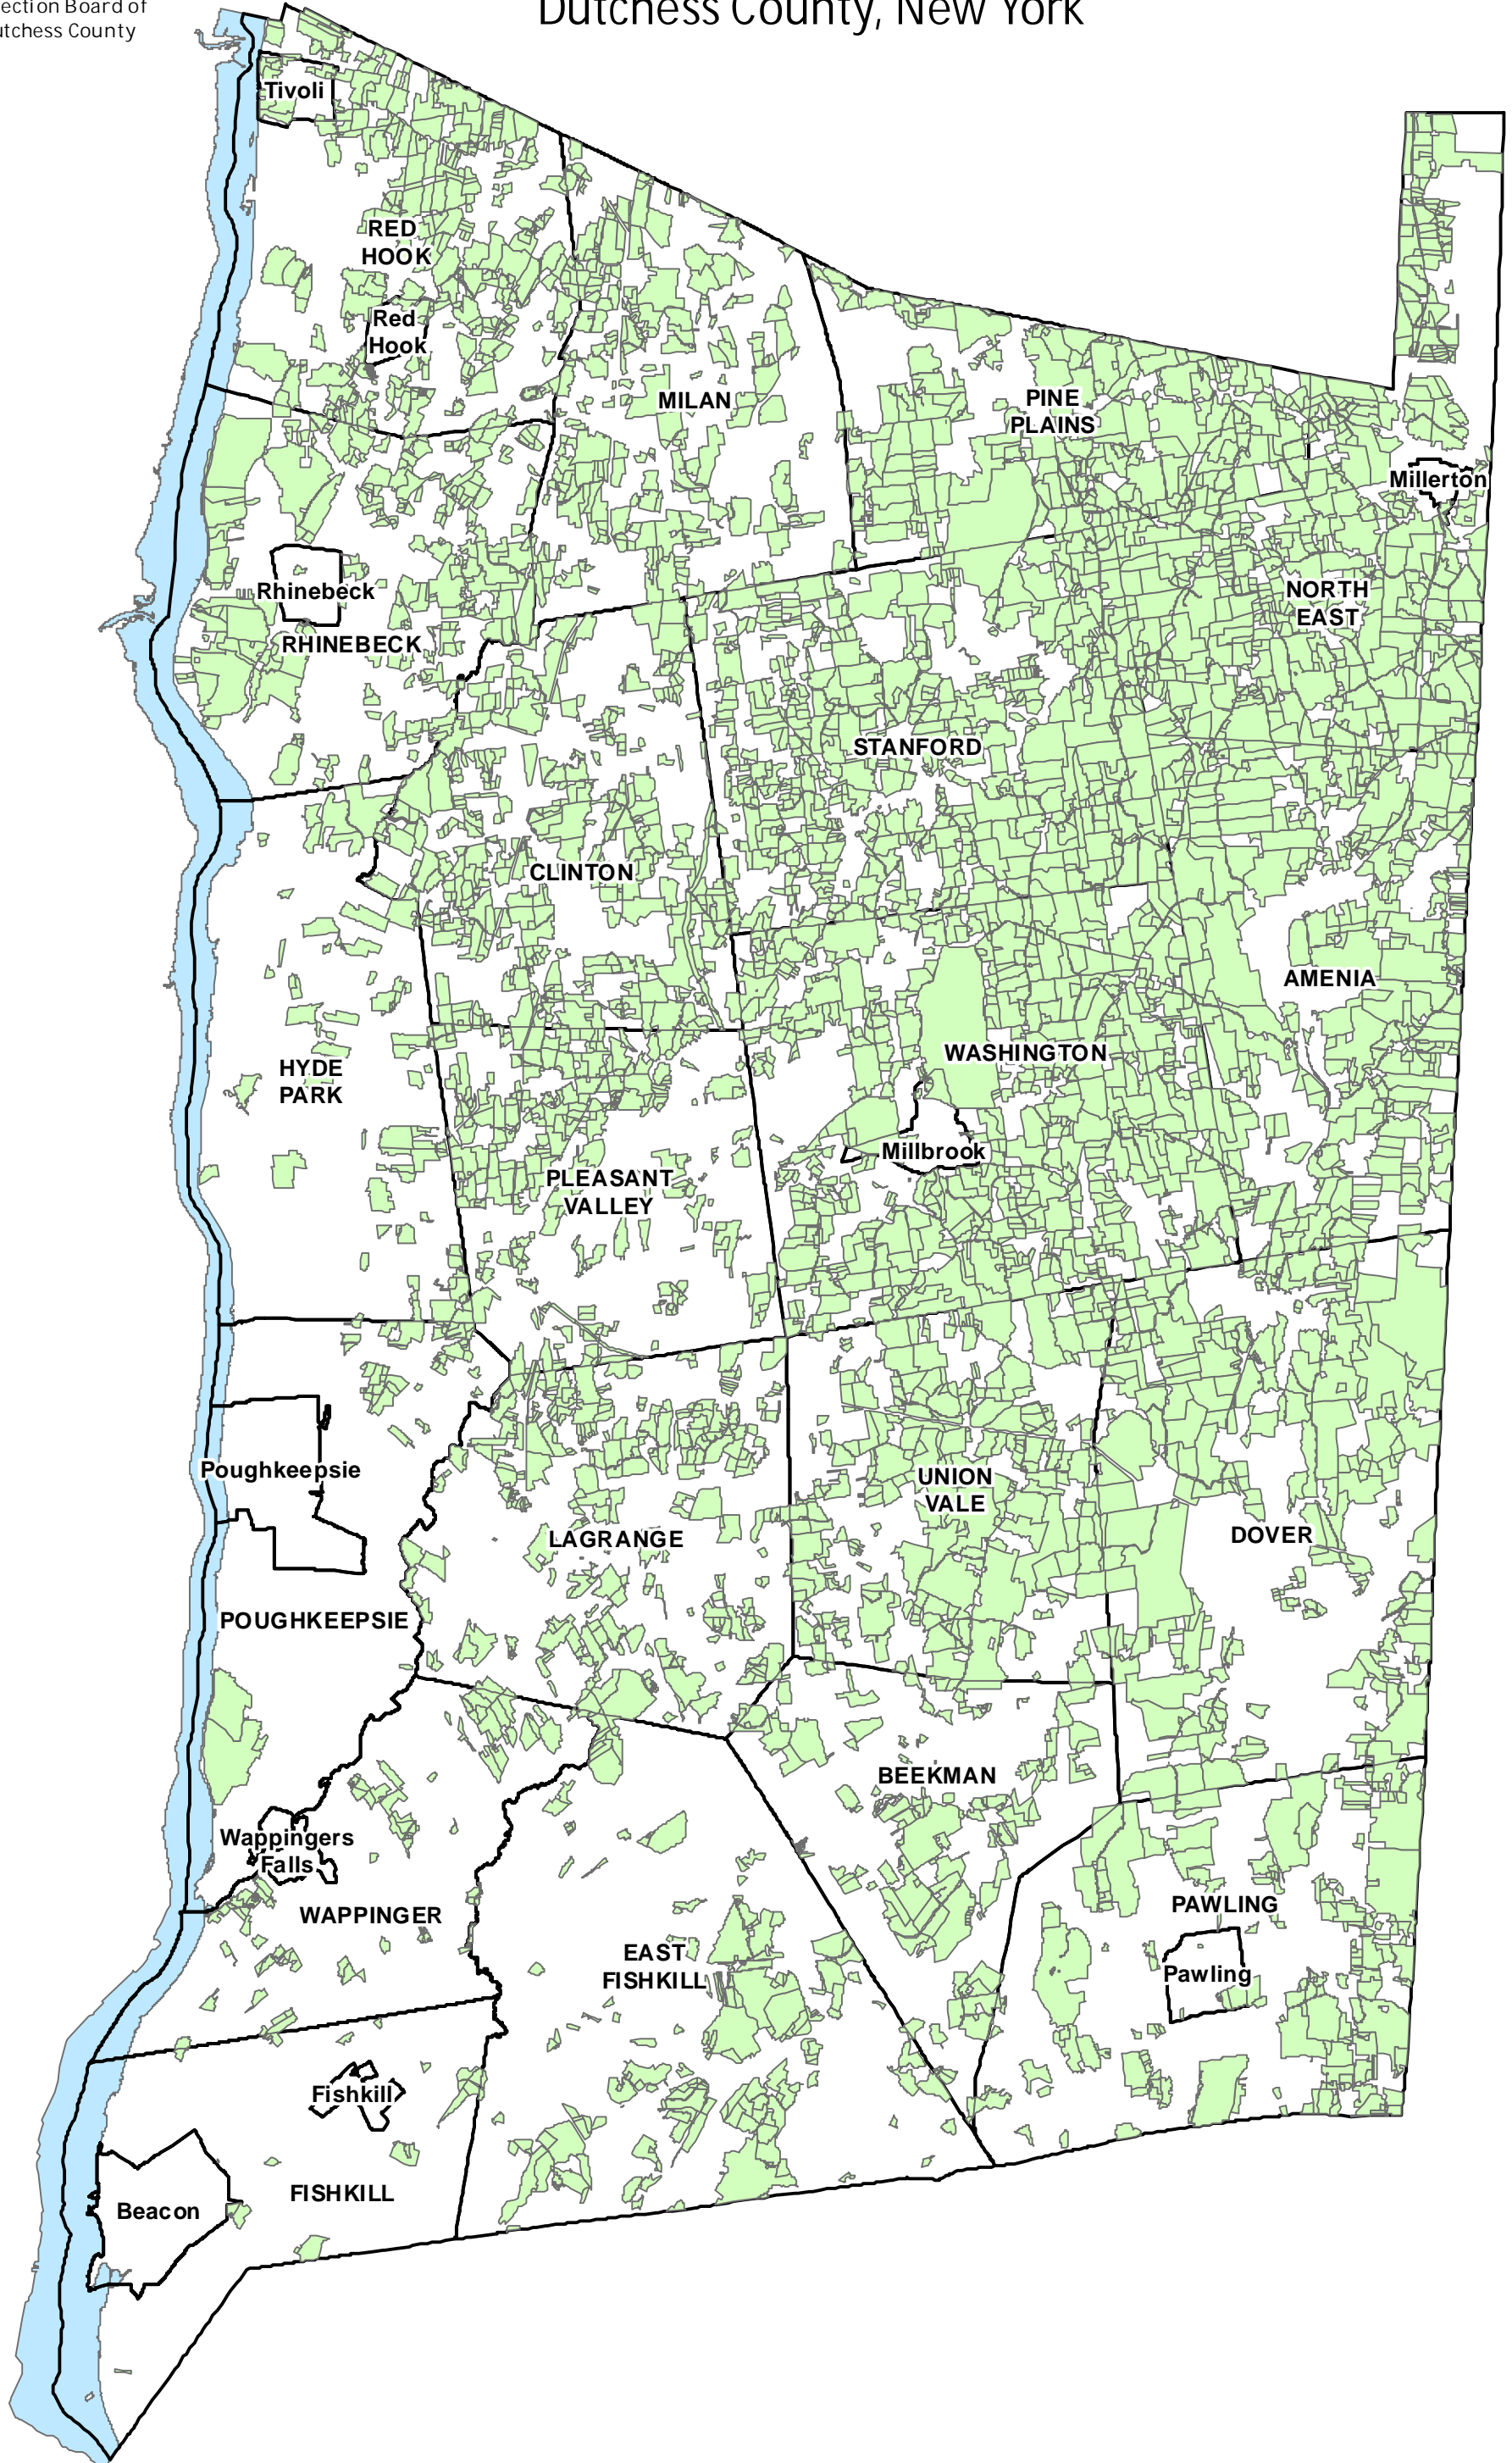 ection Board of
utchess County
Dutchess County, New York
Tivoli
RED
HOOK
Red
Hook
MILAN
PINE
PLAINS
Millerton
Rhinebeck
RHINEBECK
NORTH
EAST
STANFORD
CLINTON
AMENIA
HYDE
PARK
WASHINGTON
Millbrook
PLEASANT
VALLEY
Poughkeepsie
UNION
VALE
LAGRANGE
DOVER
POUGHKEEPSIE
BEEKMAN
Wappingers
Falls
WAPPINGER
PAWLING
EAST
FISHKILL
Pawling
Fishkill
FISHKILL
Beacon